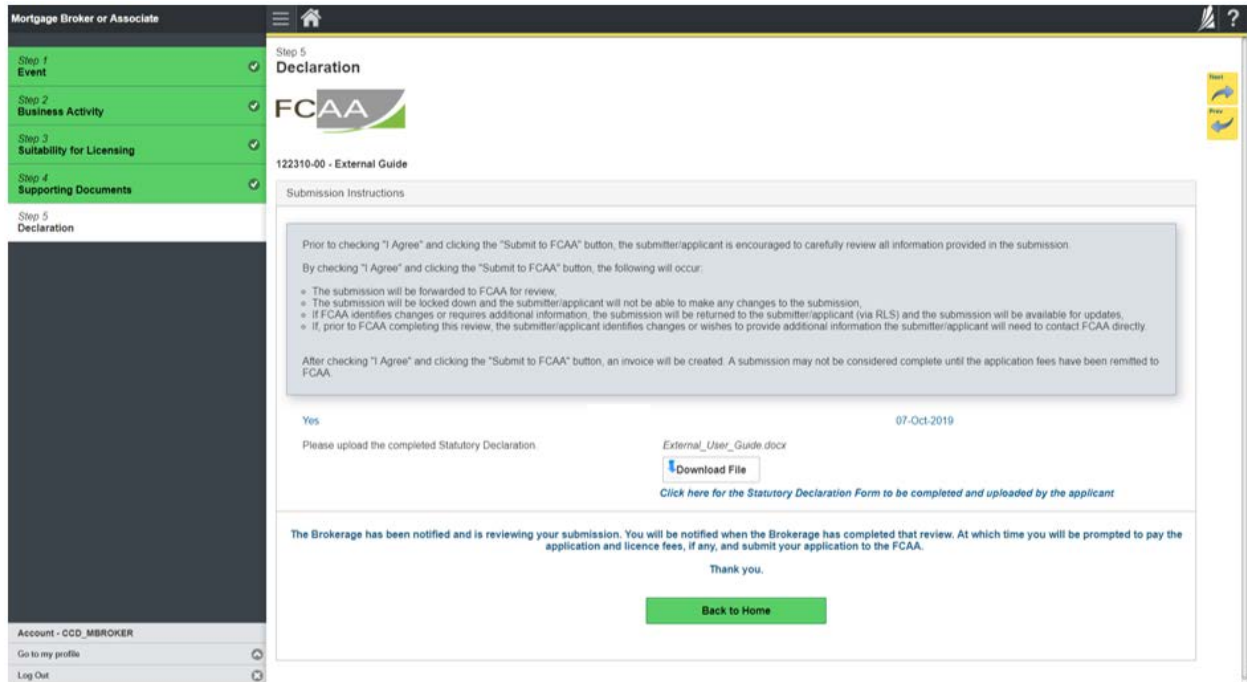 Mortgage Broker or Associate
?
Step 1
Event
Step 2
Business Activity
Step 3
Suitability for Licensing
Step 4
Supporting Documents
Step 5
Declaration
Account - CCD_MBROKER
Go to my profile
Log Out
Step 5
Declaration
FCAA
Next
Prev
122310-00 - External Guide
Submission Instructions
Prior to checking "I Agree" and clicking the "Submit to FCAA" button, the submitter/applicant is encouraged to carefully review all information provided in the submission.
By checking "I Agree" and clicking the "Submit to FCAA" button, the following will occur:
The submission will be forwarded to FCAA for review,
The submission will be locked down and the submitter/applicant will not be able to make any changes to the submission,
If FCAA identifies changes or requires additional information, the submission will be returned to the submitter/applicant (via RLS) and the submission will be available for updates,
If, prior to FCAA completing this review, the submitter/applicant identifies changes or wishes to provide additional information the submitter/applicant will need to contact FCAA directly.
After checking "I Agree" and clicking the "Submit to FCAA" button, an invoice will be created. A submission may not be considered complete until the application fees have been remitted to
FCAA.
Yes
07-Oct-2019
Please upload the completed Statutory Declaration.
External_User_Guide.docx
Download File
Click here for the Statutory Declaration Form to be completed and uploaded by the applicant
The Brokerage has been notified and is reviewing your submission. You will be notified when the Brokerage has completed that review. At which time you will be prompted to pay the
application and licence fees, if any, and submit your application to the FCAA.
Thank you.
Back to Home